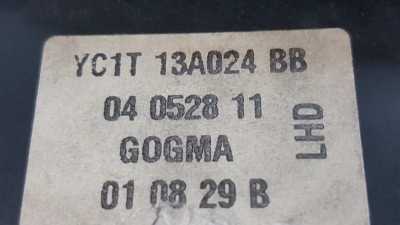 YC1T 13A024 BB
04 0528 11
GOGMA
01 08 29 B
LHD